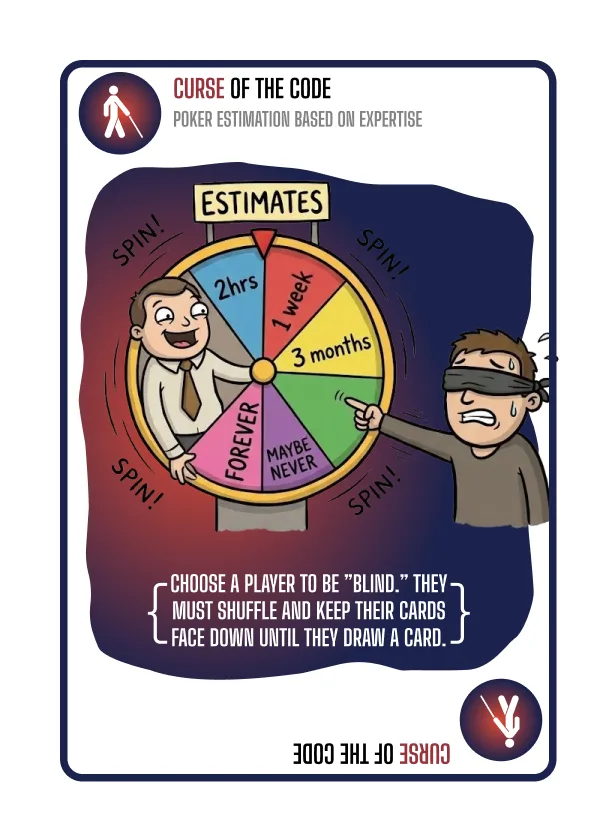 CURSE OF THE CODE
POKER ESTIMATION BASED ON EXPERTISE
ESTIMATES
SPIN!
SPIN!
2hrs
1 week
3 months
FOREVER
MAYBE
NEVER
SPIN!
SPIN!
CHOOSE A PLAYER TO BE "BLIND." THEY
MUST SHUFFLE AND KEEP THEIR CARDS
FACE DOWN UNTIL THEY DRAW A CARD.
CURSE OF THE CODE